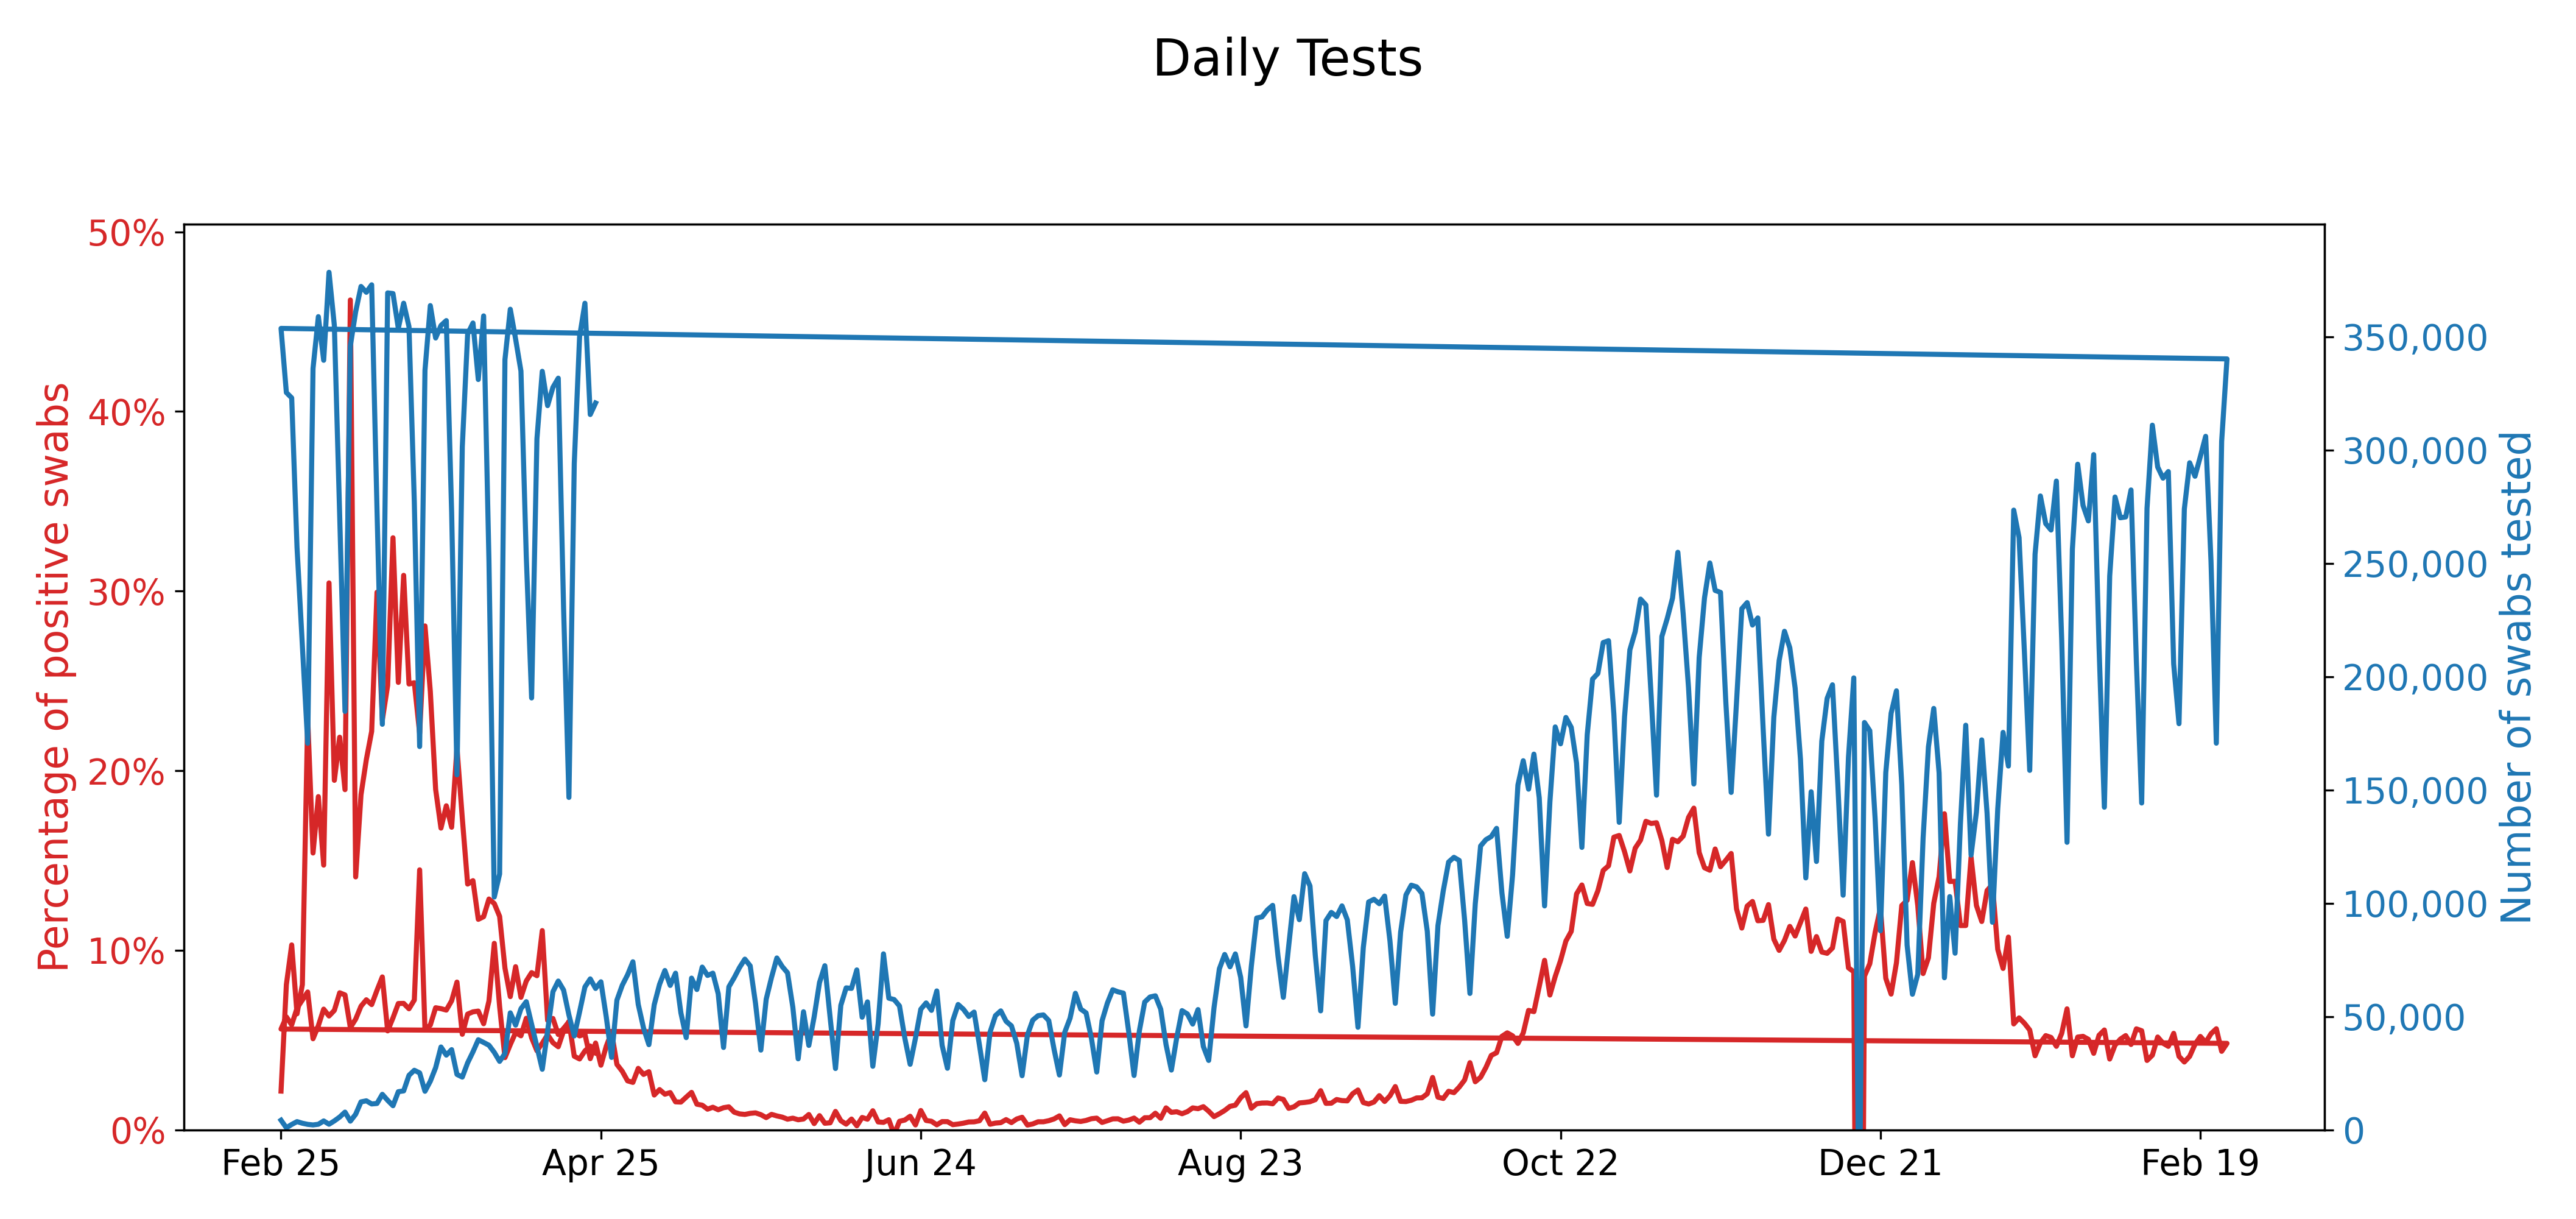 Daily Tests
Percentage of positive swabs
50%
40%
30%
20%
10%
0%
350,000
300,000
250,000
200,000
150,000
100,000
50,000
0
Number of swabs tested
Feb 25
Apr 25
Jun 24
Aug 23
Oct 22
Dec 21
Feb 19